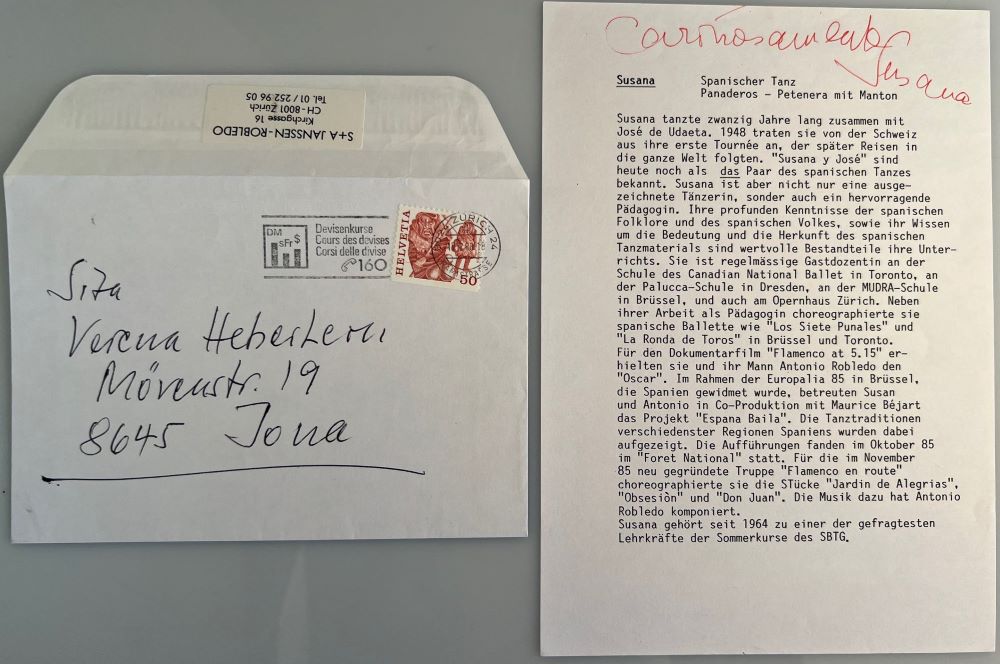 S+A JANSSEN-ROBLEDO
Kirchgasse 16
CH-8001 Zürich
Tel. 01 / 252 96 05
Devisenkurse
Cours des devises
Corsi delle divise
160
DM
sFr
$
HELVETIA
50
ZÜRICH 24
Verena
Mövenstr. 19
8645 Jona
Cariñosamente
Susana
Susana Spanischer Tanz
Panaderos - Petenera mit Manton
Susana tanzte zwanzig Jahre lang zusammen mit
José de Udaeta. 1948 traten sie von der Schweiz
aus ihre erste Tournée an, der später Reisen in
die ganze Welt folgten. "Susana y José" sind
heute noch als das Paar des spanischen Tanzes
bekannt. Susana ist aber nicht nur eine ausge-
zeichnete Tänzerin, sonder auch ein hervorragende
Pädagogin. Ihre profunden Kenntnisse der spanischen
Folklore und des spanischen Volkes, sowie ihr Wissen
um die Bedeutung und die Herkunft des spanischen
Tanzmaterials sind wertvolle Bestandteile ihre Unter-
richts. Sie ist regelmässige Gastdozentin an der
Schule des Canadian National Ballet in Toronto, an
der Palucca-Schule in Dresden, an der MUDRA-Schule
in Brüssel, und auch am Opernhaus Zürich. Neben
ihrer Arbeit als Pädagogin choreographierte sie
spanische Ballette wie "Los Siete Punales" und
"La Ronda de Toros" in Brüssel und Toronto.
Für den Dokumentarfilm "Flamenco at 5.15" er-
hielten sie und ihr Mann Antonio Robledo den
"Oscar". Im Rahmen der Europalia 85 in Brüssel,
die Spanien gewidmet wurde, betreuten Susan
und Antonio in Co-Produktion mit Maurice Béjart
das Projekt "Espana Baila". Die Tanztraditionen
verschiedenster Regionen Spaniens wurden dabei
aufgezeigt. Die Aufführungen fanden im Oktober 85
im "Foret National" statt. Für die im November
85 neu gegründete Truppe "Flamenco en route"
choreographierte sie die STücke "Jardin de Alegrias",
"Obsesiòn" und "Don Juan". Die Musik dazu hat Antonio
Robledo komponiert.
Susana gehört seit 1964 zu einer der gefragtesten
Lehrkräfte der Sommerkurse des SBTG.